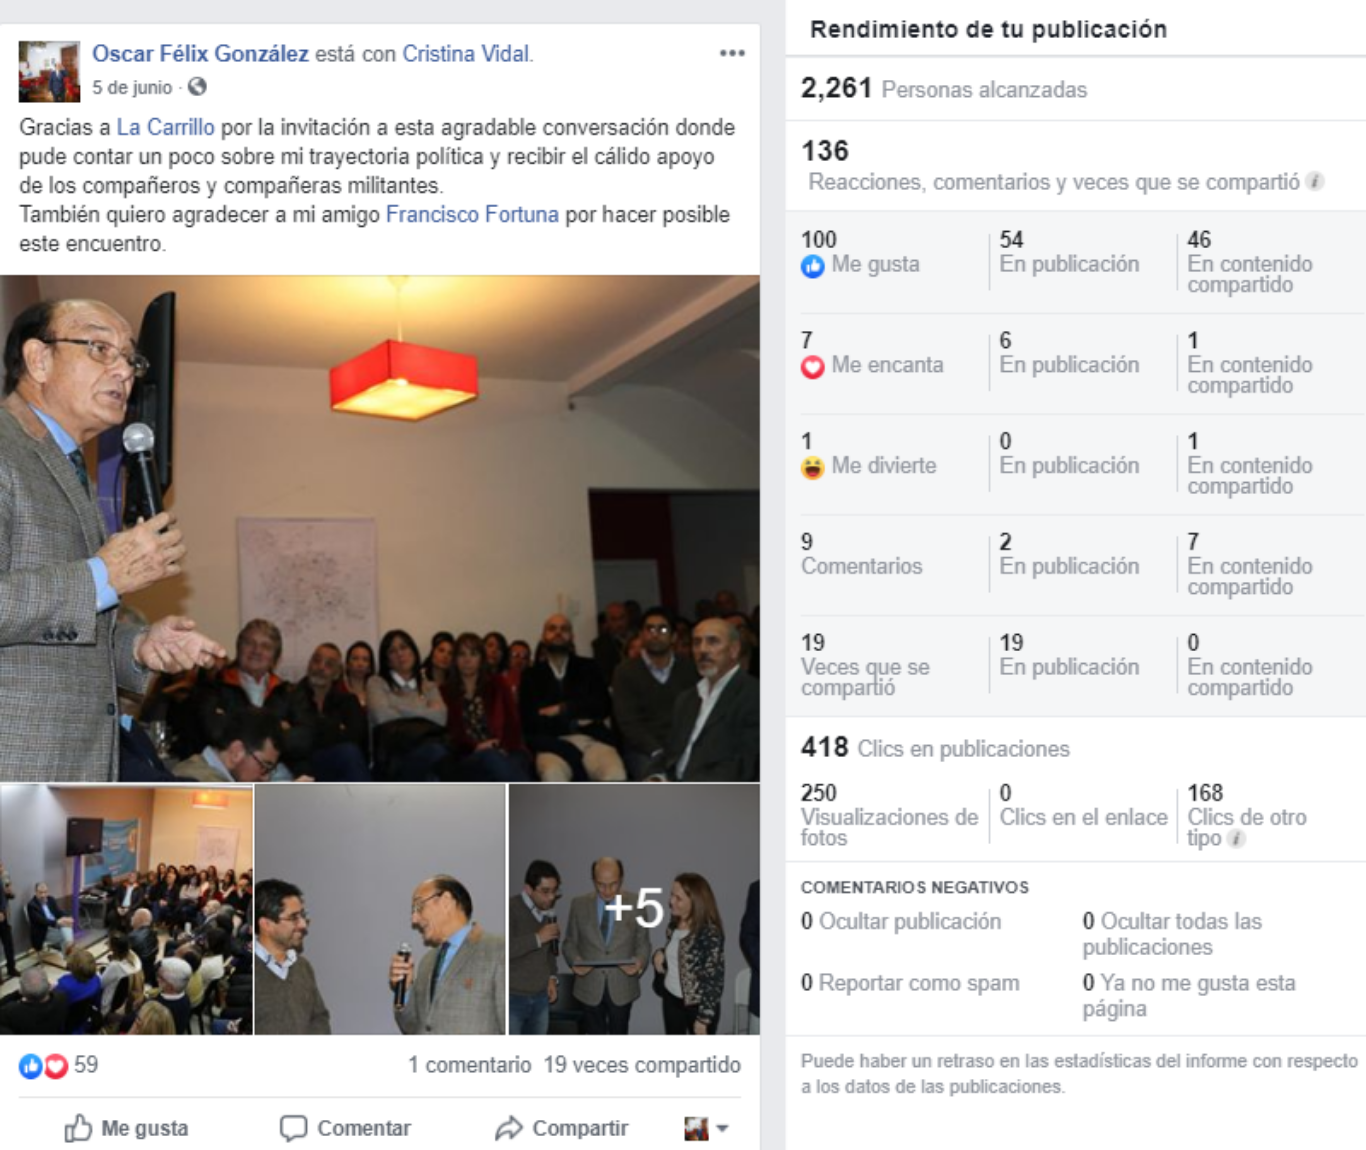 Oscar Félix González está con Cristina Vidal.
5 de junio ·
Gracias a La Carrillo por la invitación a esta agradable conversación donde
pude contar un poco sobre mi trayectoria política y recibir el cálido apoyo
de los compañeros y compañeras militantes.
También quiero agradecer a mi amigo Francisco Fortuna por hacer posible
este encuentro.
+5
59
1 comentario 19 veces compartido
Me gusta
Comentar
Compartir
Rendimiento de tu publicación
2,261 Personas alcanzadas
136
Reacciones, comentarios y veces que se compartió i
100
Me gusta
54
En publicación
46
En contenido
compartido
7
Me encanta
6
En publicación
1
En contenido
compartido
1
Me divierte
0
En publicación
1
En contenido
compartido
9
Comentarios
2
En publicación
7
En contenido
compartido
19
Veces que se
compartió
19
En publicación
0
En contenido
compartido
418 Clics en publicaciones
250
Visualizaciones de
fotos
0
Clics en el enlace
168
Clics de otro
tipo i
COMENTARIOS NEGATIVOS
0 Ocultar publicación
0 Ocultar todas las
publicaciones
0 Reportar como spam
0 Ya no me gusta esta
página
Puede haber un retraso en las estadísticas del informe con respecto
a los datos de las publicaciones.